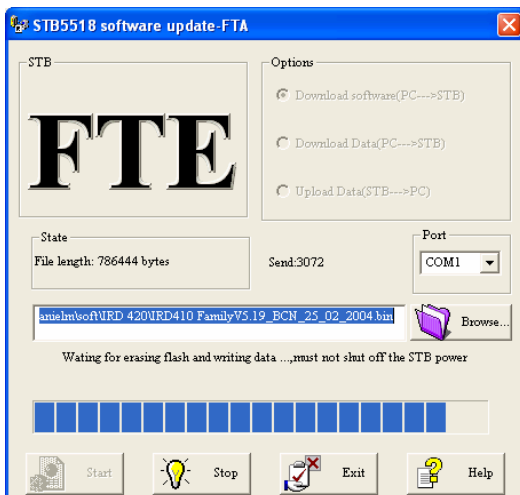 STB5518 software update-FTA
STB
FTE
Options
Download software(PC--->STB)
Download Data(PC--->STB)
Upload Data(STB--->PC)
State
File length: 786444 bytes
Send:3072
Port
COM1
anielm\soft\IRD 420\IRD410 FamilyV5.19_BCN_25_02_2004.bin
Browse...
Wating for erasing flash and writing data ...,must not shut off the STB power
Start
Stop
Exit
Help